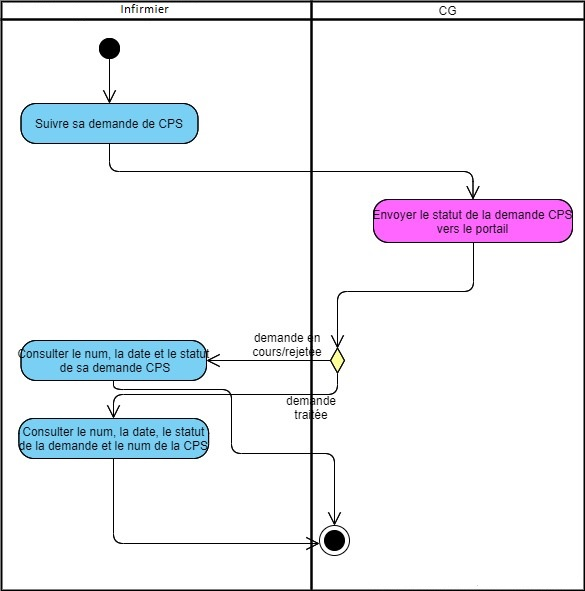 Infirmier
CG
Suivre sa demande de CPS
Envoyer le statut de la demande CPS
vers le portail
demande en
cours/rejetée
Consulter le num, la date et le statut
de sa demande CPS
demande
traitée
Consulter le num, la date, le statut
de la demande et le num de la CPS